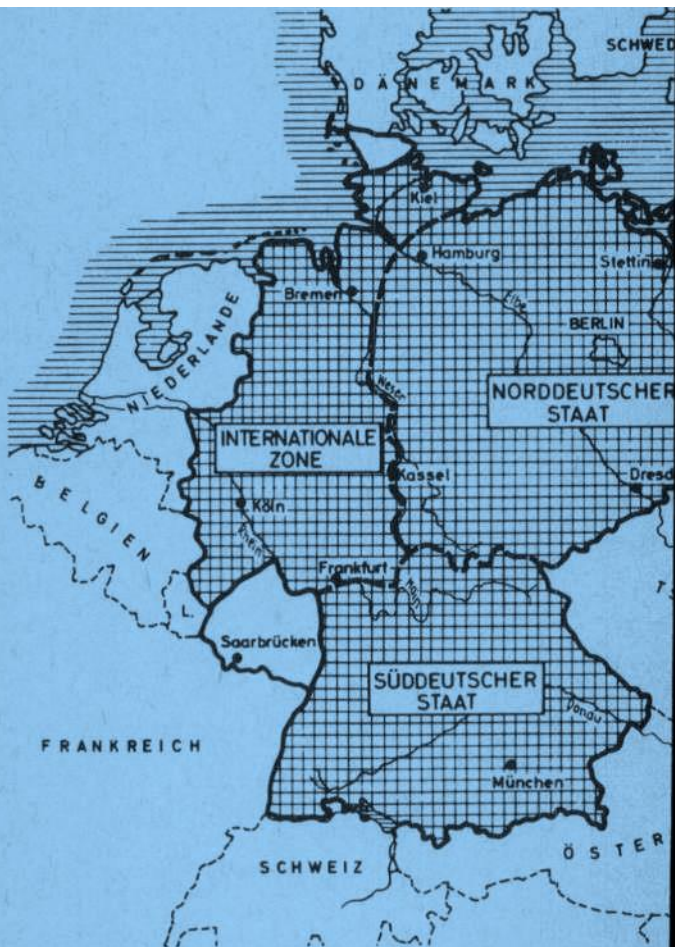 SCHWED
DÄNEMARK
Kiel
Hamburg
Stettin
Bremen
Elbe
BERLIN
NIEDERLANDE
Weser
NORDDEUTSCHER
STAAT
INTERNATIONALE
ZONE
Kassel
Dresd
BELGIEN
Köln
Rhein
Frankfurt
Main
TS
L.
Saarbrücken
SÜDDEUTSCHER
STAAT
Donau
FRANKREICH
München
SCHWEIZ
ÖSTER